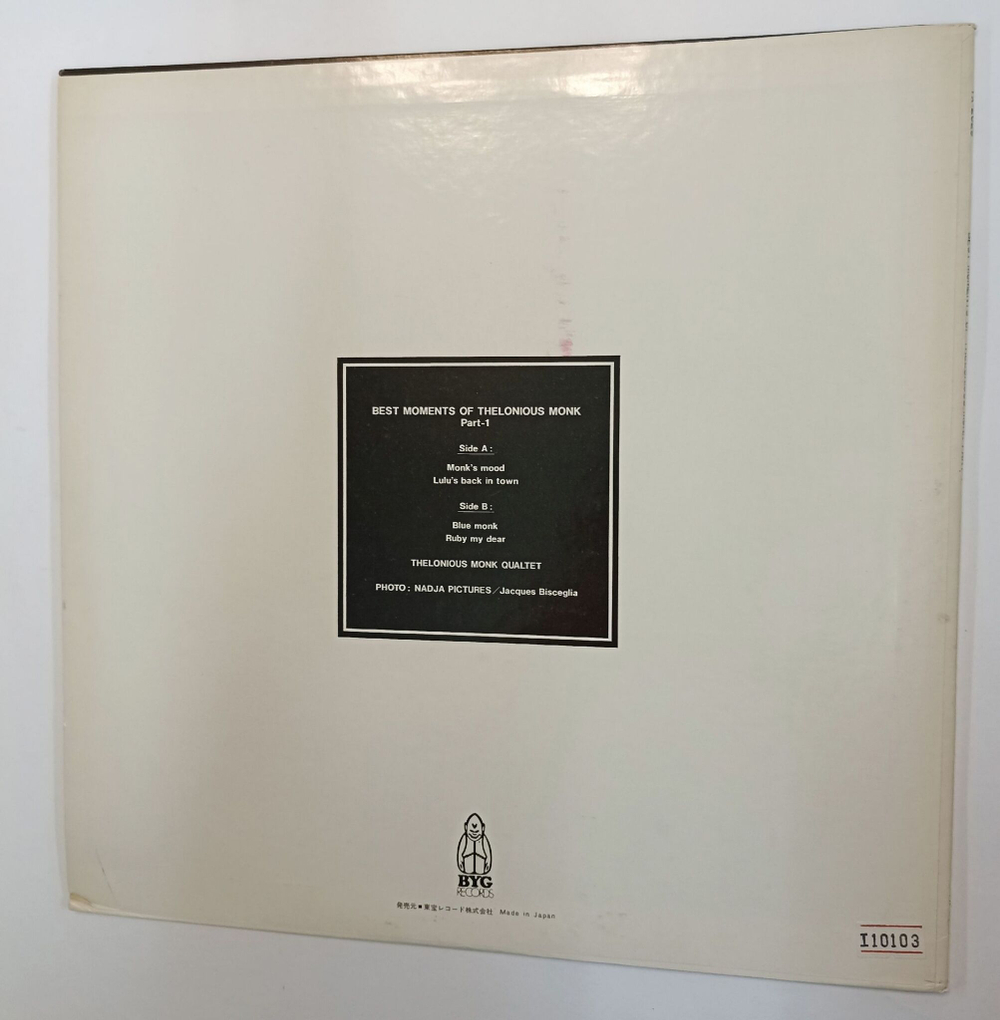 BEST MOMENTS OF THELONIOUS MONK
Part-1
Side A :
Monk's mood
Lulu's back in town
Side B :
Blue monk
Ruby my dear
THELONIOUS MONK QUALTET
PHOTO : NADJA PICTURES／Jacques Bisceglia
BYG
RECORDS
発売元■東宝レコード株式会社 Made in Japan
I10103